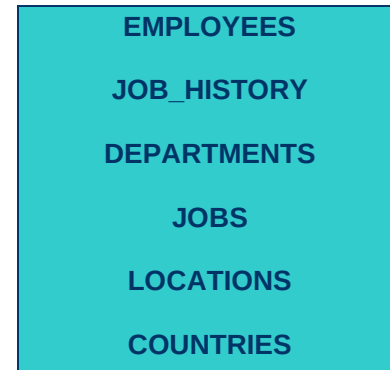 EMPLOYEES
JOB_HISTORY
DEPARTMENTS
JOBS
LOCATIONS
COUNTRIES